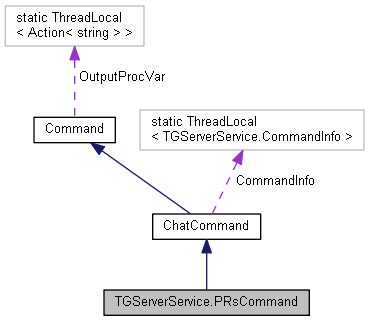 static ThreadLocal
< Action< string > >
OutputProcVar
Command
static ThreadLocal
< TGServerService.CommandInfo >
CommandInfo
ChatCommand
TGServerService.PRsCommand